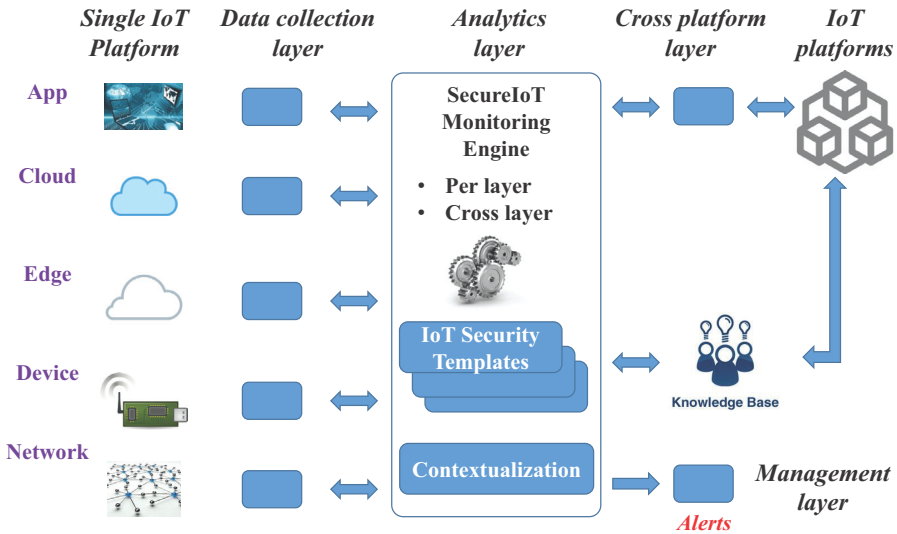 Single IoT
Platform
Data collection
layer
Analytics
layer
Cross platform
layer
IoT
platforms
App
Cloud
Edge
Device
Network
SecureIoT
Monitoring
Engine
• Per layer
• Cross layer
IoT Security
Templates
Contextualization
Knowledge Base
Alerts
Management
layer